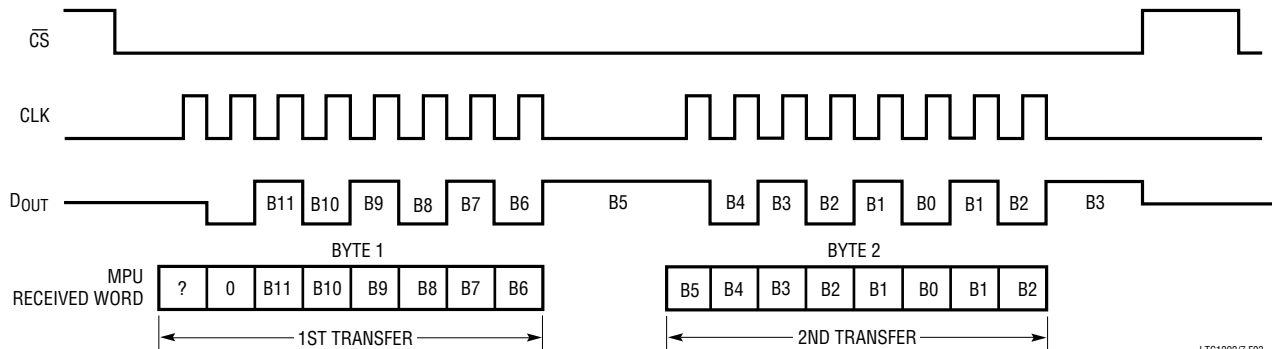 CS
CLK
DOUT
B11 B10 B9 B8 B7 B6 B5 B4 B3 B2 B1 B0 B1 B2 B3
BYTE 1 BYTE 2
MPU
RECEIVED WORD
? 0 B11 B10 B9 B8 B7 B6 B5 B4 B3 B2 B1 B0 B1 B2
1ST TRANSFER 2ND TRANSFER